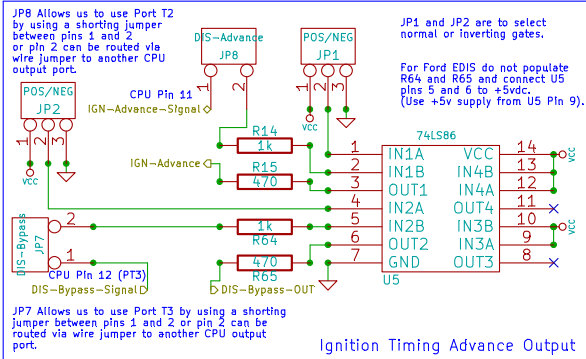 JP8 Allows us to use Port T2
by using a shorting jumper
between pins 1 and 2
or pin 2 can be routed via
wire jumper to another CPU
output port.
JP1 and JP2 are to select
normal or inverting gates.
For Ford EDIS do not populate
R64 and R65 and connect U5
pins 5 and 6 to +5vdc.
(Use +5v supply from U5 Pin 9).
DIS-Advance
JP8
1
2
POS/NEG
JP1
1
2
3
VCC
POS/NEG
JP2
1
2
3
VCC
CPU Pin 11
IGN-Advance-Signal
IGN-Advance
R14
1k
R15
470
74LS86
1 IN1A VCC 14
2 IN1B IN4B 13
3 OUT1 IN4A 12
4 IN2A OUT4 11
5 IN2B IN3B 10
6 OUT2 IN3A 9
7 GND OUT3 8
U5
VCC
VCC
DIS-Bypass
JP7
2
1
1k
R64
470
R65
CPU Pin 12 (PT3)
DIS-Bypass-Signal
DIS-Bypass-OUT
JP7 Allows us to use Port T3 by using a shorting
jumper between pins 1 and 2 or pin 2 can be
routed via wire jumper to another CPU output
port.
Ignition Timing Advance Output